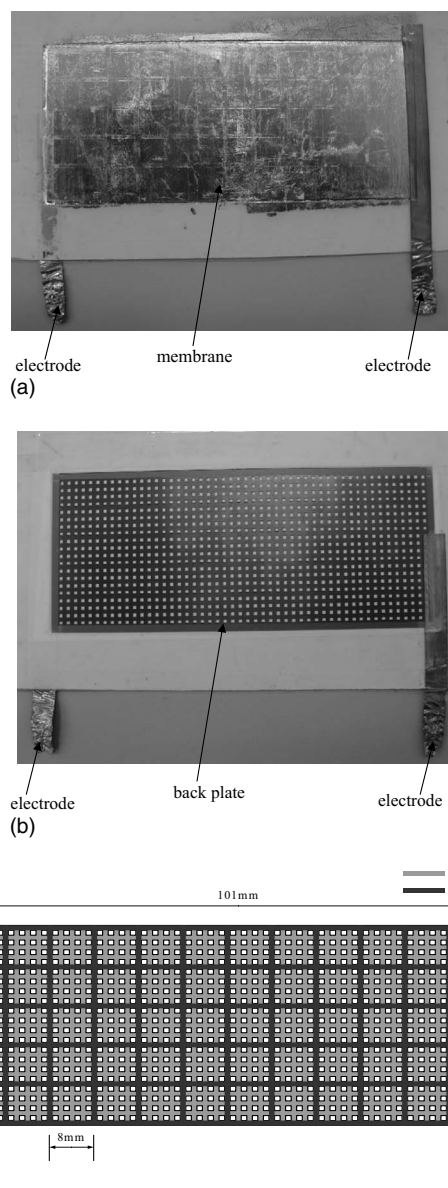 electrode
membrane
electrode
(a)
electrode
back plate
electrode
(b)
101mm
8mm